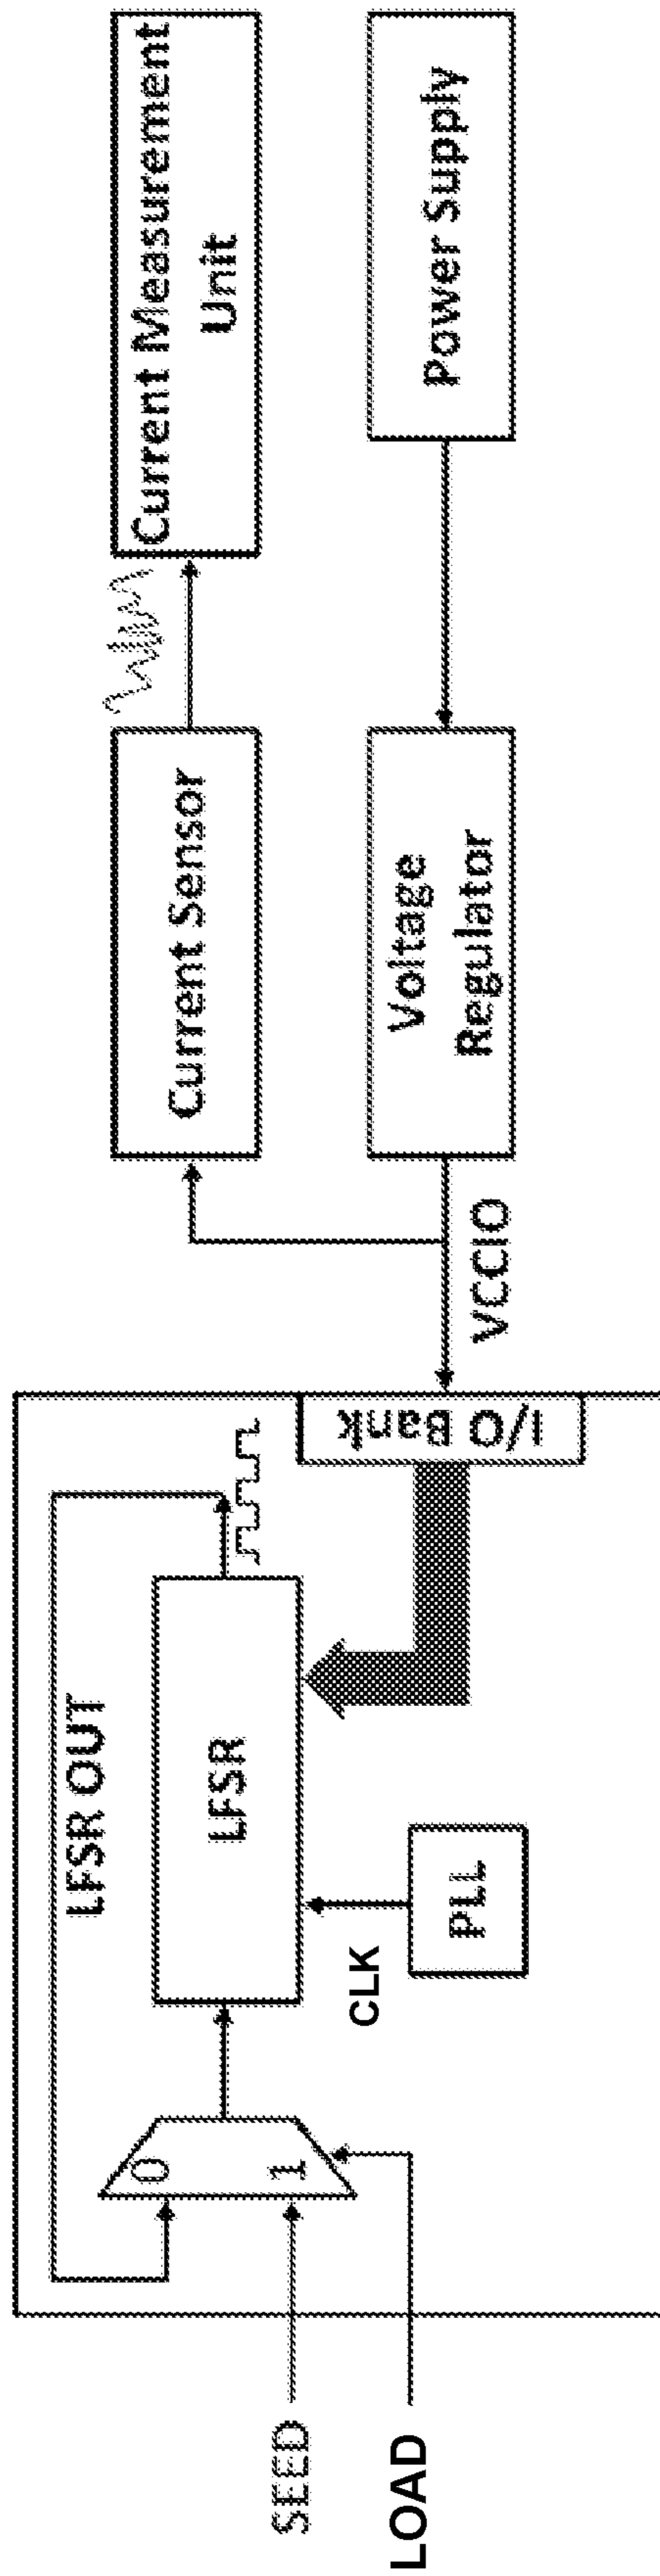 LFSR OUT
0
1
SEED
LOAD
LFSR
CLK
PLL
I/O Bank
VCCIO
Current Sensor
Current Measurement
Unit
Voltage
Regulator
Power Supply